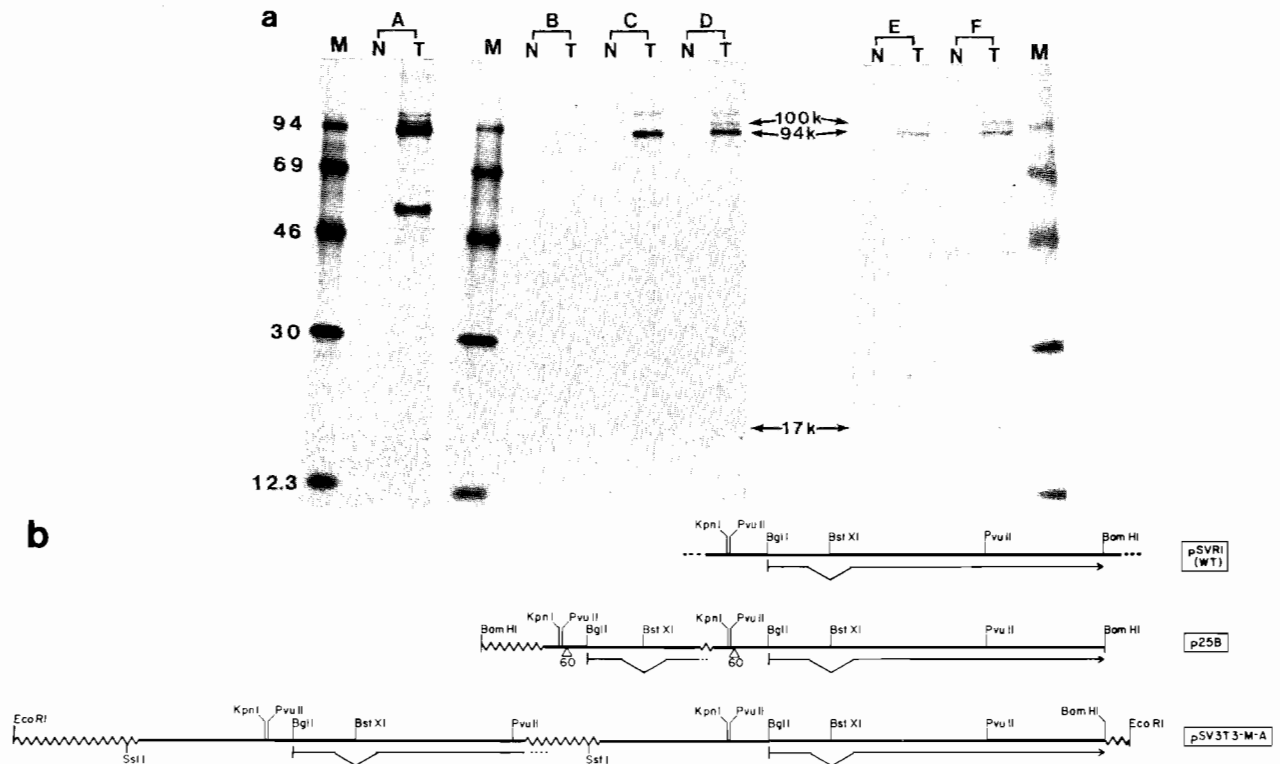 a
A B C D E F
M N T M N T N T N T N T N T M
94
69
46
30
12.3
100k
94k
17k
b
KpnI PvuII BglI BstXI PvuII BamHI
pSVRI
(WT)
BamHI KpnI PvuII BglI BstXI KpnI PvuII BglI BstXI PvuII BamHI
60 60
p25B
EcoRI KpnI PvuII BglI BstXI PvuII KpnI PvuII BglI BstXI PvuII BamHI EcoRI
SstI SstI
pSV3T3-M-A